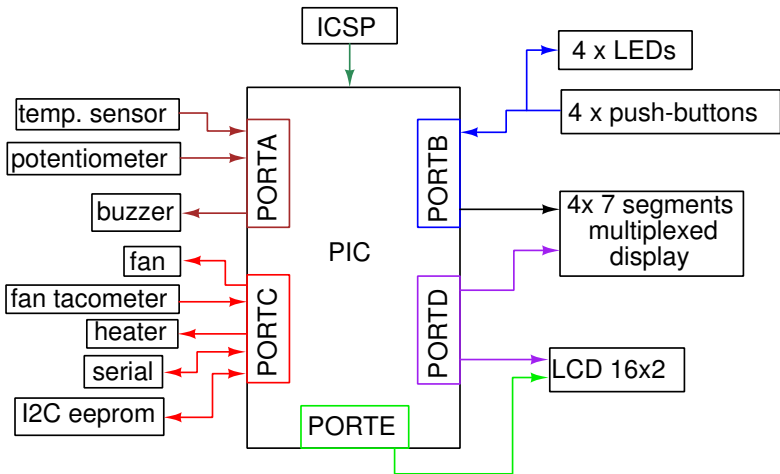 ICSP
4 x LEDs
temp. sensor
4 x push-buttons
potentiometer
PORTA
PORTB
buzzer
4x 7 segments
multiplexed
display
PIC
fan
fan tacometer
PORTC
PORTD
heater
serial
LCD 16x2
I2C eeprom
PORTE